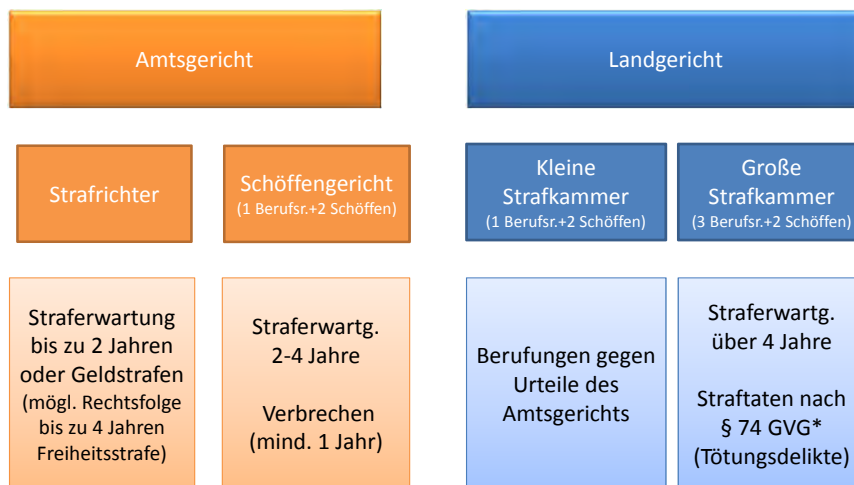 Amtsgericht
Landgericht
Strafrichter
Schöffengericht
(1 Berufsr.+2 Schöffen)
Kleine
Strafkammer
(1 Berufsr.+2 Schöffen)
Große
Strafkammer
(3 Berufsr.+2 Schöffen)
Straferwartung
bis zu 2 Jahren
oder Geldstrafen
(mögl. Rechtsfolge
bis zu 4 Jahren
Freiheitsstrafe)
Straferwartg.
2-4 Jahre
Verbrechen
(mind. 1 Jahr)
Berufungen gegen
Urteile des
Amtsgerichts
Straferwartg.
über 4 Jahre
Straftaten nach
§ 74 GVG*
(Tötungsdelikte)